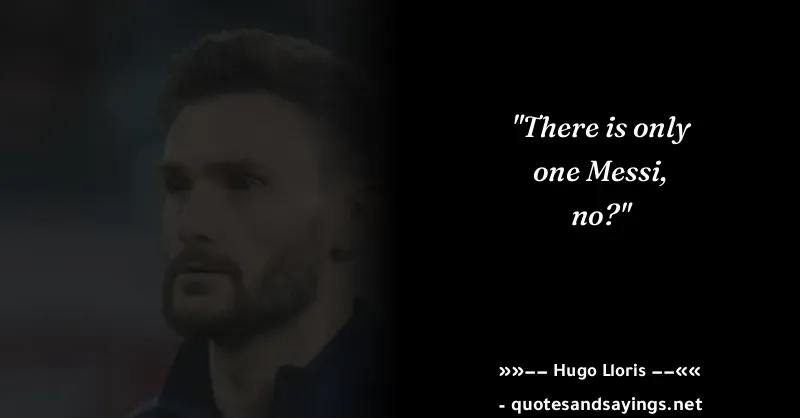 "There is only
one Messi,
no?"
»»–– Hugo Lloris ––««
- quotesandsayings.net